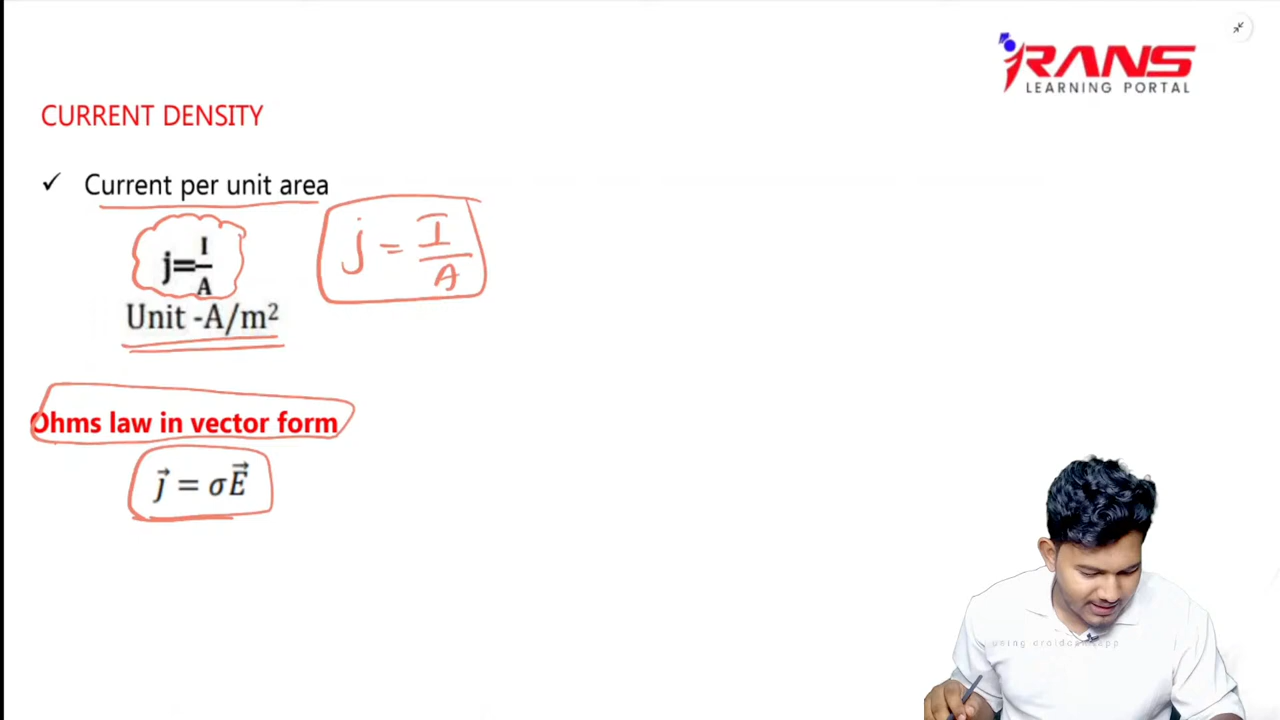 RANS
LEARNING PORTAL
CURRENT DENSITY
✓ Current per unit area
j=I/A
j = I/A
Unit -A/m²
Ohms law in vector form
j⃗ = σE⃗